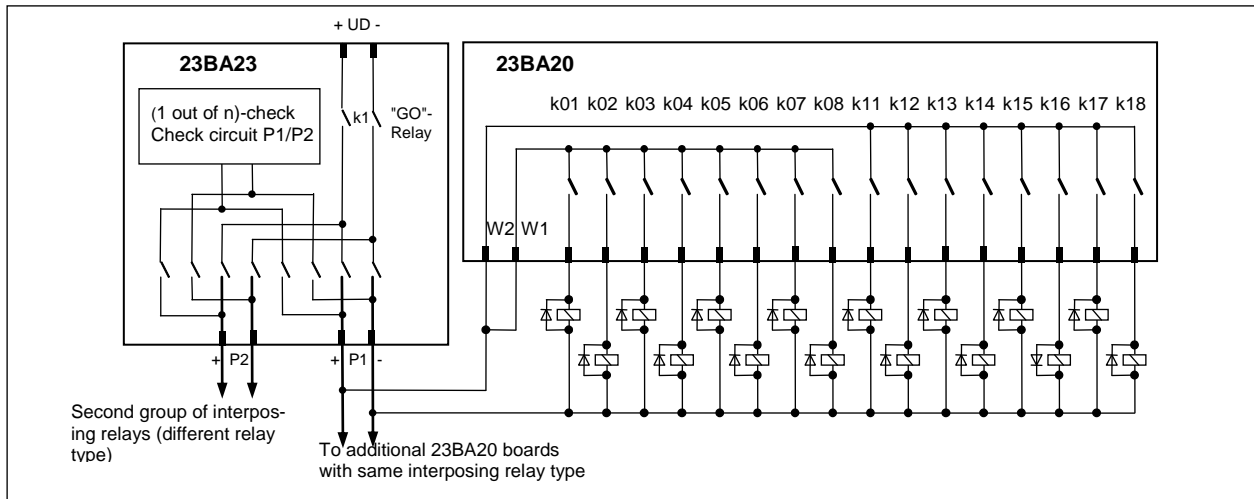 + UD -
23BA23
(1 out of n)-check
Check circuit P1/P2
k1
"GO"-
Relay
+ P2
+ P1 -
Second group of interpos-
ing relays (different relay
type)
To additional 23BA20 boards
with same interposing relay type
23BA20
k01 k02 k03 k04 k05 k06 k07 k08 k11 k12 k13 k14 k15 k16 k17 k18
W2 W1